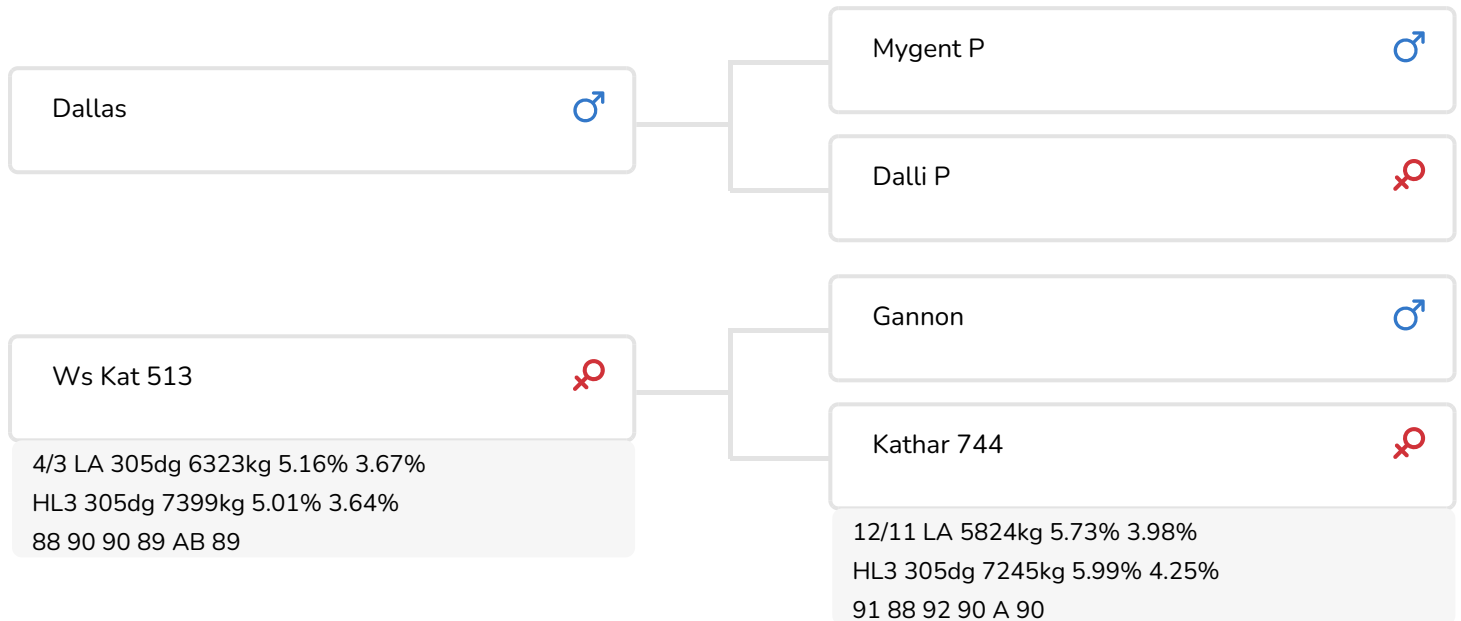 Dallas
Mygent P
Dalli P
Ws Kat 513
4/3 LA 305dg 6323kg 5.16% 3.67%
HL3 305dg 7399kg 5.01% 3.64%
88 90 90 89 AB 89
Gannon
Kathar 744
12/11 LA 5824kg 5.73% 3.98%
HL3 305dg 7245kg 5.99% 4.25%
91 88 92 90 A 90